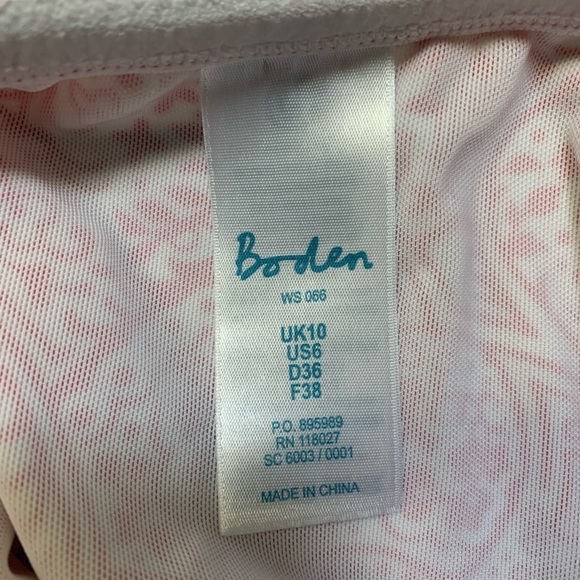 Boden
WS 066
UK10
US6
D36
F38
P.O. 895989
RN 118027
SC 6003 / 0001
MADE IN CHINA